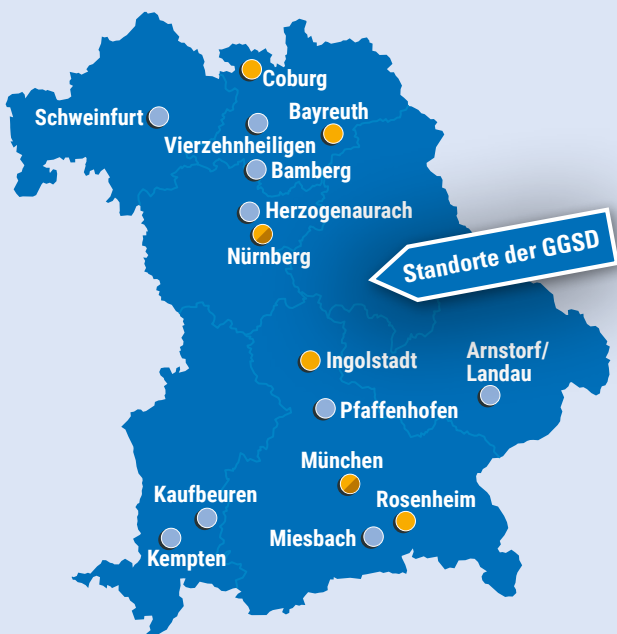 Coburg
Schweinfurt
Bayreuth
Vierzehnheiligen
Bamberg
Herzogenaurach
Nürnberg
Standorte der GGSD
Ingolstadt
Arnstorf/
Landau
Pfaffenhofen
München
Kaufbeuren
Rosenheim
Miesbach
Kempten